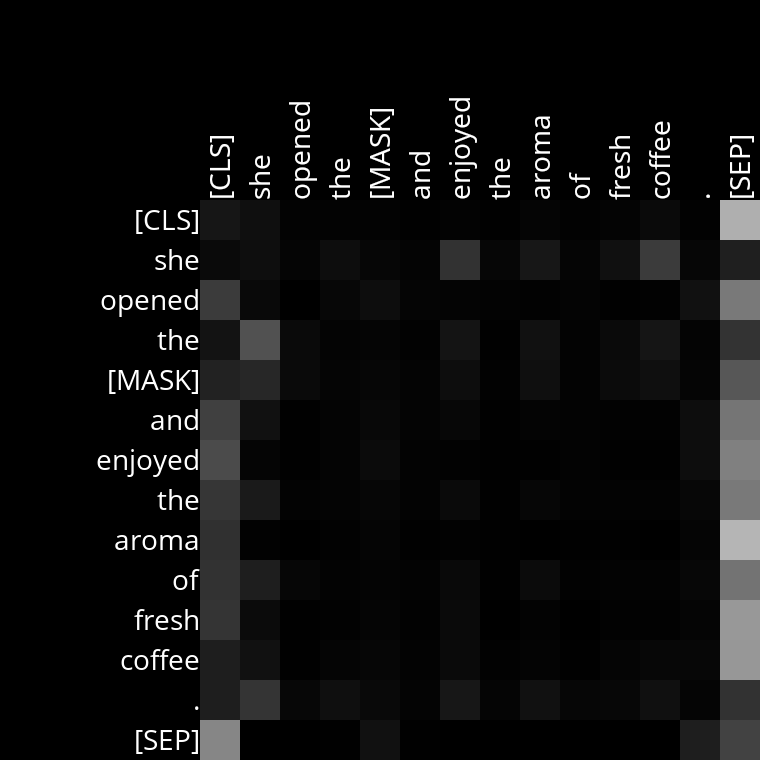 [CLS]
she
opened
the
[MASK]
and
enjoyed
the
aroma
of
fresh
coffee
.
[SEP]
[CLS]
she
opened
the
[MASK]
and
enjoyed
the
aroma
of
fresh
coffee
.
[SEP]